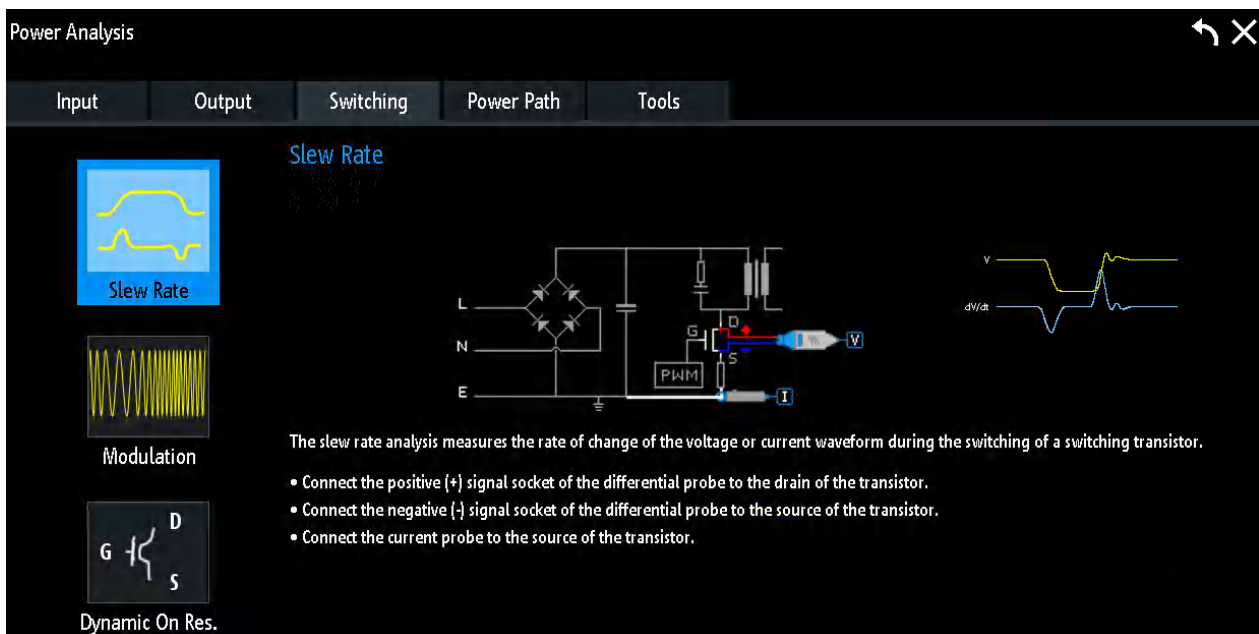 Power Analysis
Input Output Switching Power Path Tools
Slew Rate
Slew Rate
Modulation
G D S
Dynamic On Res.
L
N
E
G
D
+
-
S
PWM
V
I
V
dV/dt
The slew rate analysis measures the rate of change of the voltage or current waveform during the switching of a switching transistor.
• Connect the positive (+) signal socket of the differential probe to the drain of the transistor.
• Connect the negative (-) signal socket of the differential probe to the source of the transistor.
• Connect the current probe to the source of the transistor.